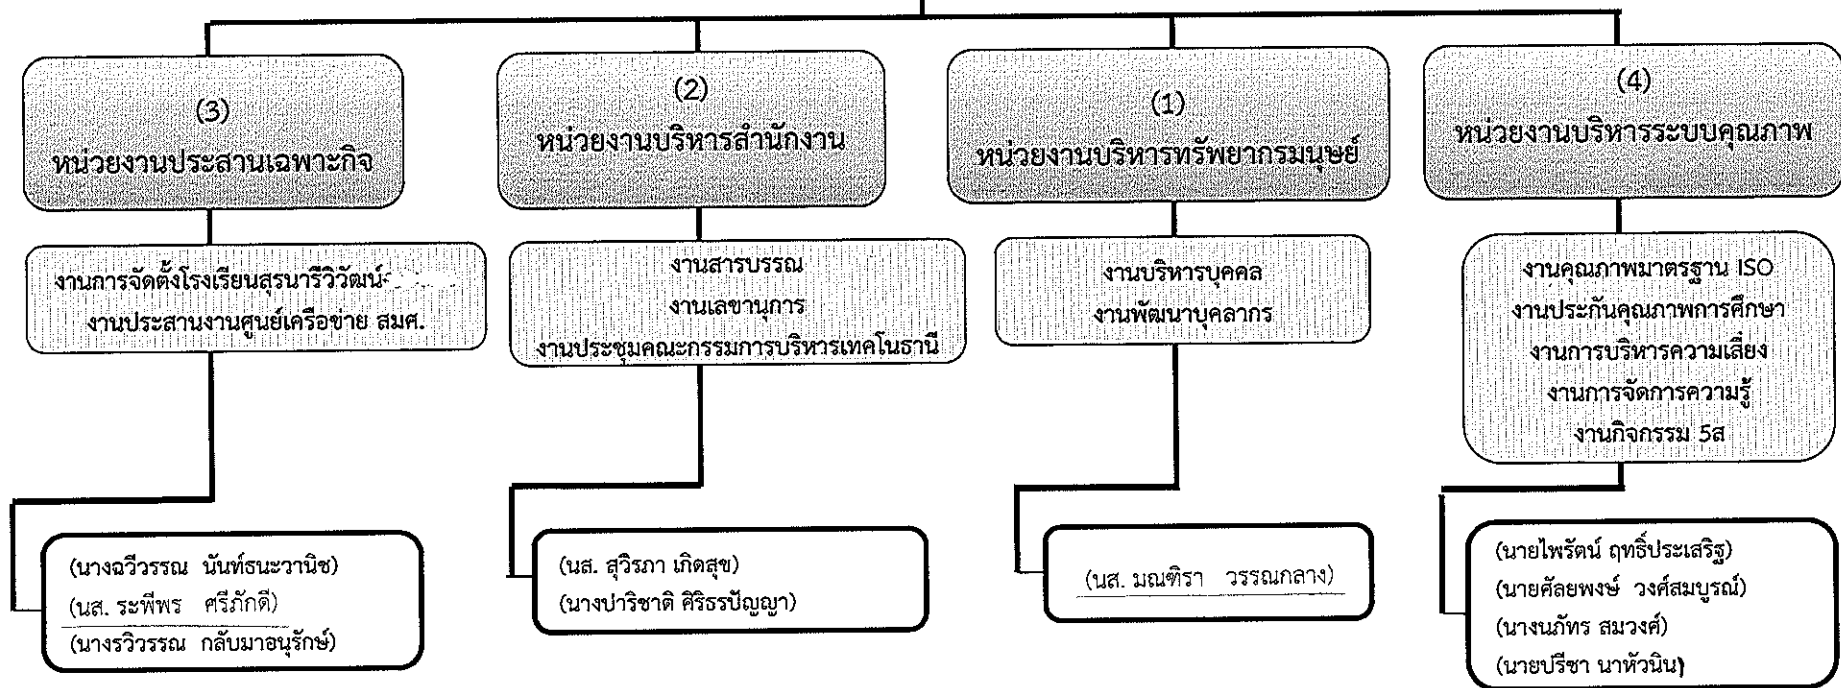 (3)
หน่วยงานประสานเฉพาะกิจ
งานการจัดตั้งโรงเรียนสุรนารีวิวัฒน์
งานประสานงานศูนย์เครือข่าย สมศ.
(นางฉวีวรรณ นันท์ธนะวานิช)
(นส. ระพีพร ศรีภักดี)
(นางรวิวรรณ กลับมาอนุรักษ์)
(2)
หน่วยงานบริหารสำนักงาน
งานสารบรรณ
งานเลขานุการ
งานประชุมคณะกรรมการบริหารเทคโนธานี
(นส. สุวิรภา เกิดสุข)
(นางปาริชาติ ศิริธรปัญญา)
(1)
หน่วยงานบริหารทรัพยากรมนุษย์
งานบริหารบุคคล
งานพัฒนาบุคลากร
(นส. มณฑิรา วรรณกลาง)
(4)
หน่วยงานบริหารระบบคุณภาพ
งานคุณภาพมาตรฐาน ISO
งานประกันคุณภาพการศึกษา
งานการบริหารความเสี่ยง
งานการจัดการความรู้
งานกิจกรรม 5ส
(นายไพรัตน์ ฤทธิ์ประเสริฐ)
(นายศัลยพงษ์ วงศ์สมบูรณ์)
(นางนภัทร สมวงศ์)
(นายปรีชา นาหัวนิน)